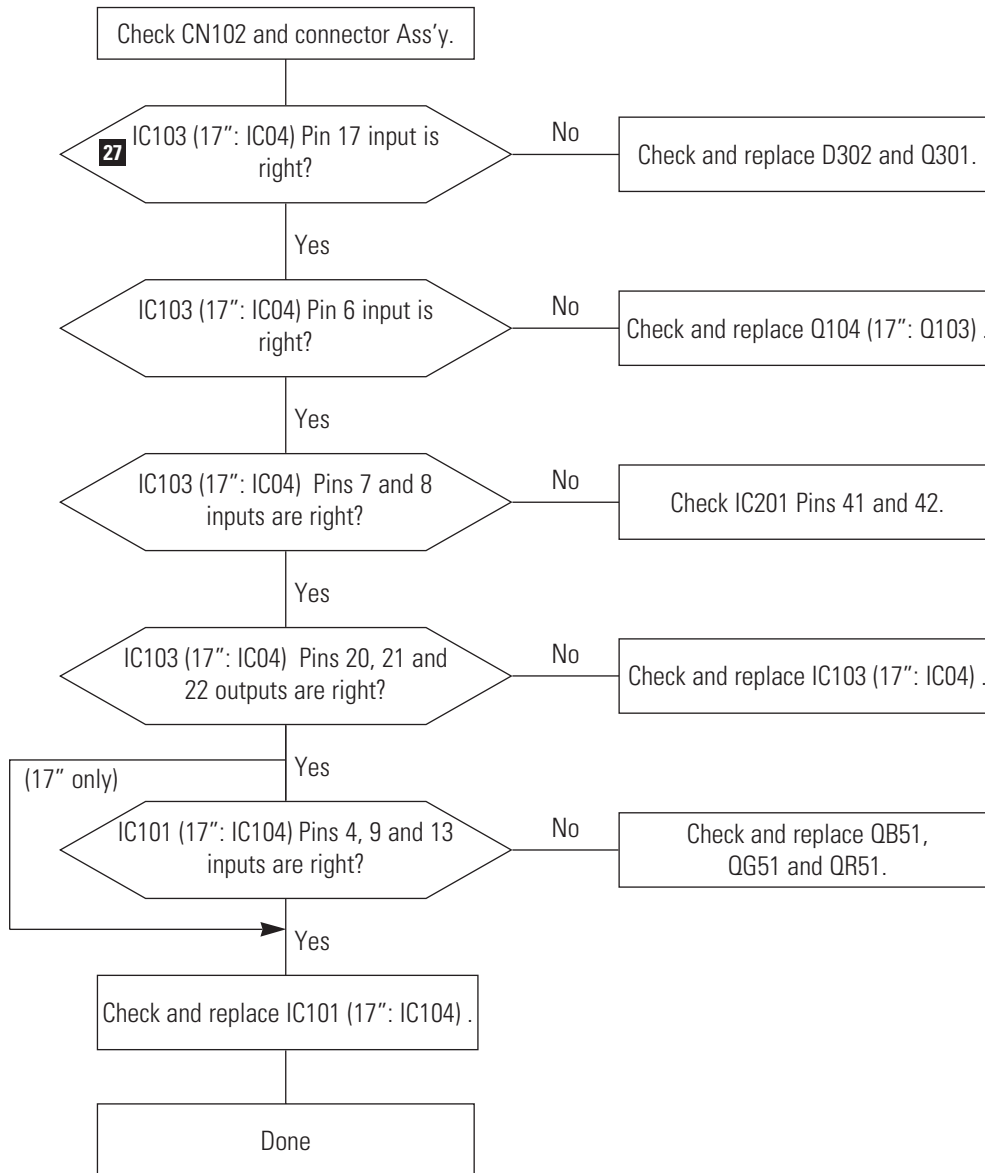 Check CN102 and connector Ass’y.
27
IC103 (17”: IC04) Pin 17 input is
right?
No
Check and replace D302 and Q301.
Yes
IC103 (17”: IC04) Pin 6 input is
right?
No
Check and replace Q104 (17”: Q103) .
Yes
IC103 (17”: IC04)  Pins 7 and 8
inputs are right?
No
Check IC201 Pins 41 and 42.
Yes
IC103 (17”: IC04)  Pins 20, 21 and
22 outputs are right?
No
Check and replace IC103 (17”: IC04) .
Yes
(17” only)
IC101 (17”: IC104) Pins 4, 9 and 13
inputs are right?
No
Check and replace QB51,
QG51 and QR51.
Yes
Check and replace IC101 (17”: IC104) .
Done